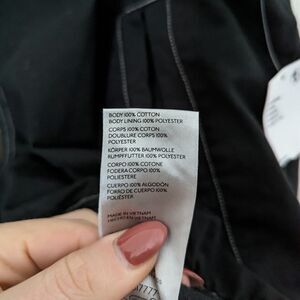 BODY 100% COTTON
BODY LINING 100% POLYESTER
CORPS 100% COTON
DOUBLURE CORPS 100%
POLYESTER
KÖRPER 100% BAUMWOLLE
RUMPFFUTTER 100% POLYESTER
CORPO 100% COTONE
FODERA CORPO 100%
POLIESTERE
CUERPO 100% ALGODÓN
FORRO DE CUERPO 100%
POLIÉSTER
MADE IN VIETNAM